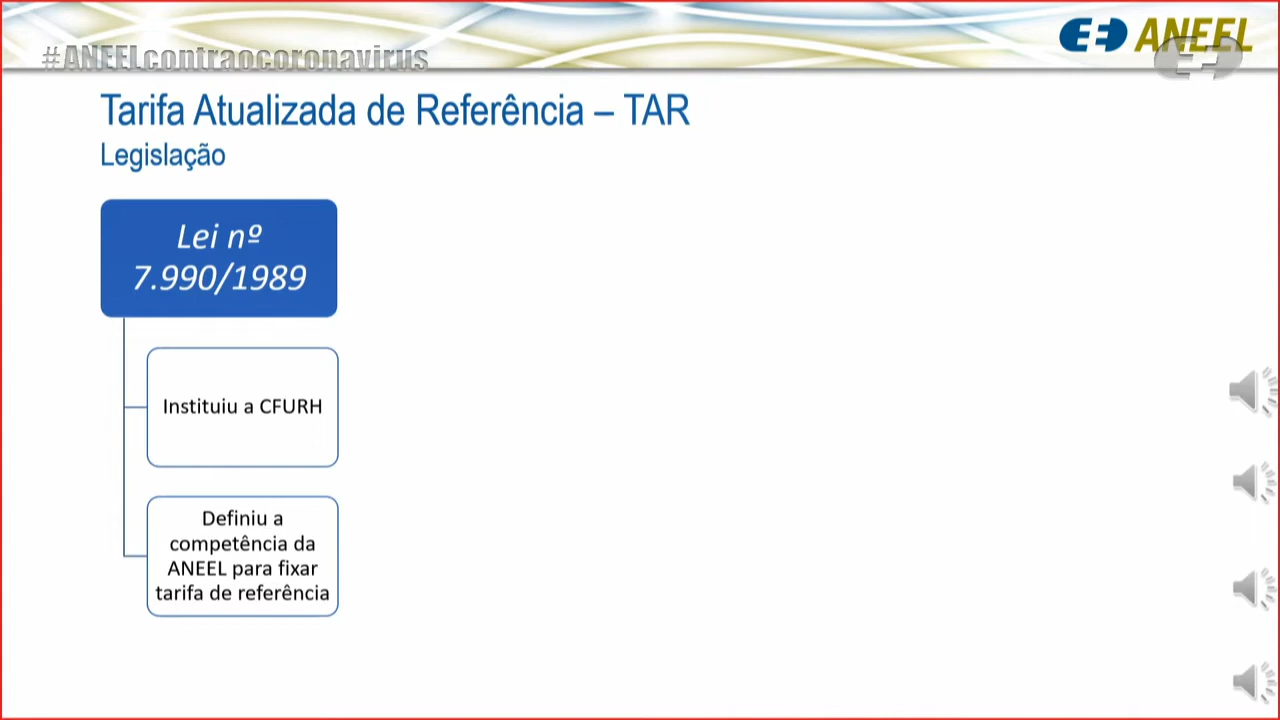 #ANEELcontraocoronavirus
ANEEL
Tarifa Atualizada de Referência – TAR
Legislação
Lei nº
7.990/1989
Instituiu a CFURH
Definiu a
competência da
ANEEL para fixar
tarifa de referência